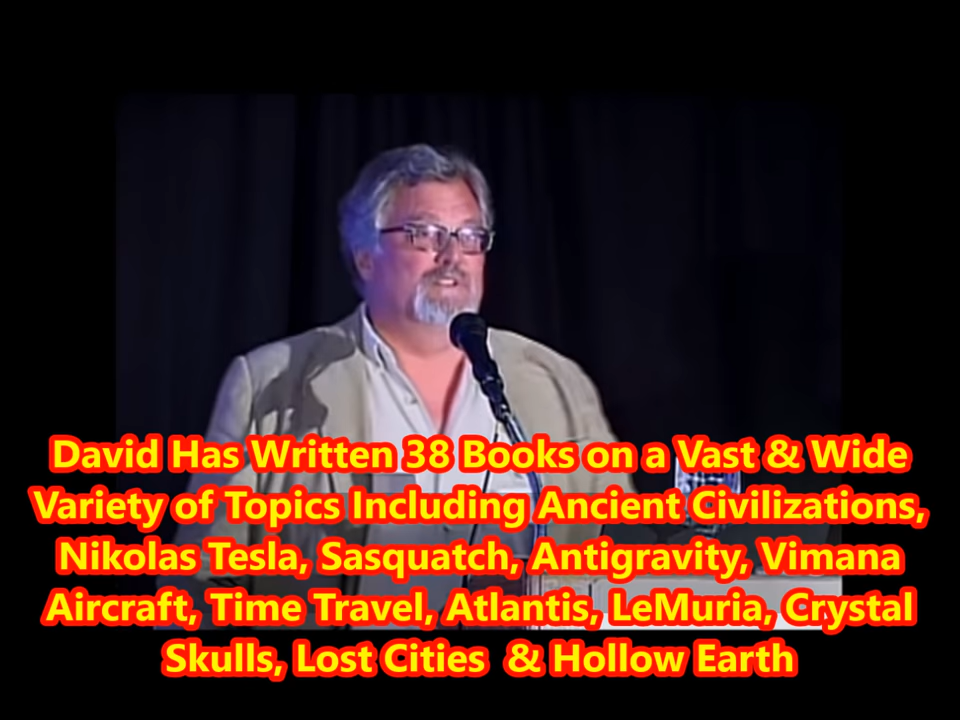 David Has Written 38 Books on a Vast & Wide
Variety of Topics Including Ancient Civilizations,
Nikolas Tesla, Sasquatch, Antigravity, Vimana
Aircraft, Time Travel, Atlantis, LeMuria, Crystal
Skulls, Lost Cities  & Hollow Earth